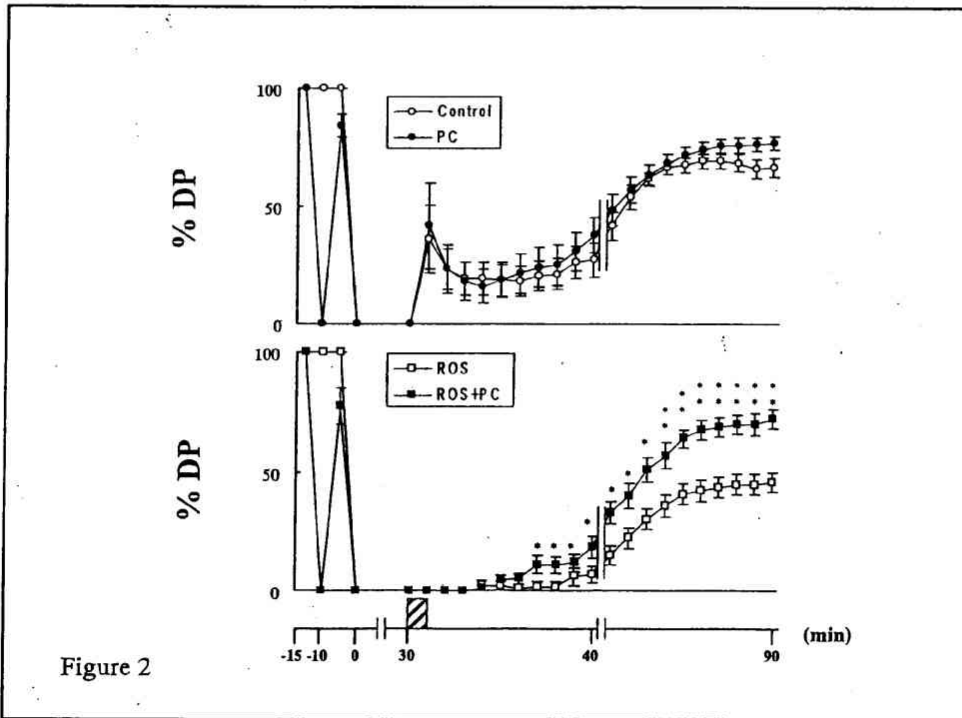 100
Control
PC
% DP
50
0
100
ROS
ROS+PC
% DP
50
0
* * * *
-15 -10 0 30 40 90 (min)
Figure 2